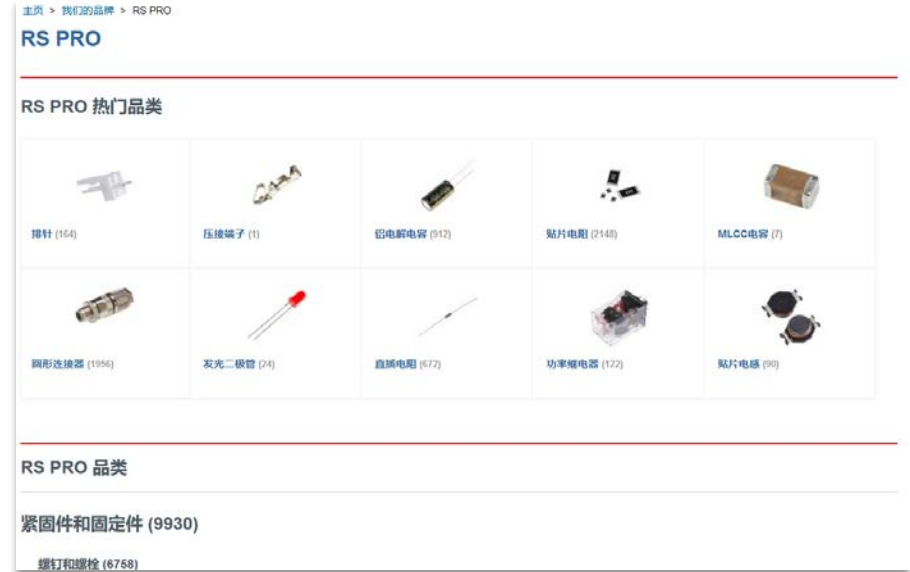 主页 > 我们的品牌 > RS PRO
RS PRO
RS PRO 热门品类
排针 (164)
压接端子 (1)
铝电解电容 (912)
贴片电阻 (2148)
MLCC电容 (7)
圆形连接器 (1956)
发光二极管 (24)
直插电阻 (672)
功率继电器 (122)
贴片电感 (90)
RS PRO 品类
紧固件和固定件 (9930)
螺钉和螺栓 (6758)